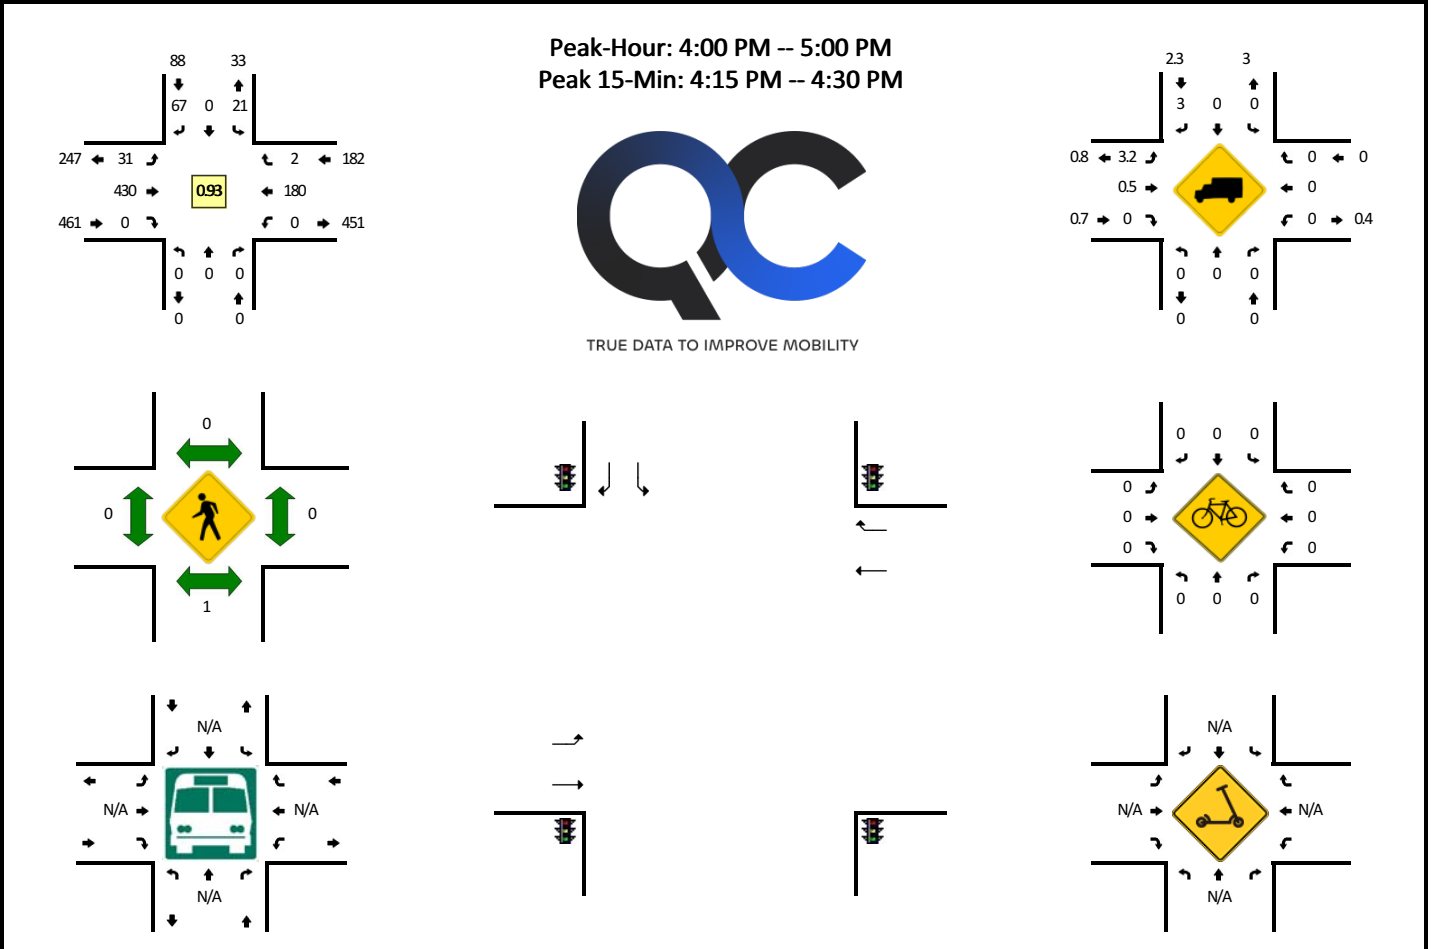 Peak-Hour: 4:00 PM -- 5:00 PM
Peak 15-Min: 4:15 PM -- 4:30 PM
88 33
67 0 21
247 31 2 182
430 0.93 180
461 0 0 451
0 0 0
0 0
QC
TRUE DATA TO IMPROVE MOBILITY
2.3 3
3 0 0
0.8 3.2 0 0
0.5 0
0.7 0 0 0.4
0 0 0
0 0
0
0 0
1
0 0 0
0 0
0 0
0 0
0 0 0
N/A
N/A N/A
N/A
N/A
N/A N/A
N/A